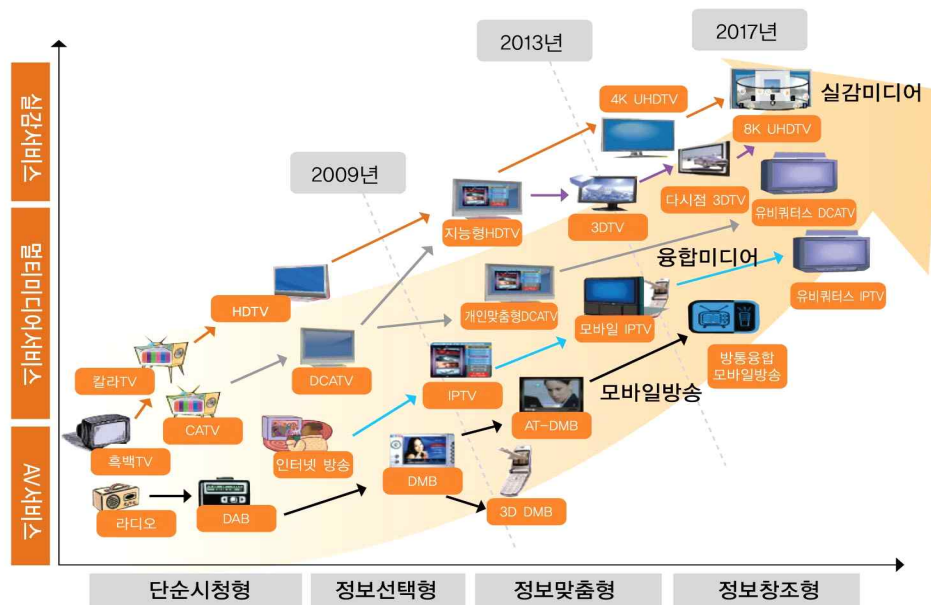 2017년
2013년
2009년
실감서비스
멀티미디어서비스
AV서비스
4K UHDTV
실감미디어
8K UHDTV
지능형HDTV
3DTV
다시점 3DTV
유비쿼터스 DCATV
융합미디어
HDTV
개인맞춤형DCATV
모바일 IPTV
유비쿼터스 IPTV
칼라TV
DCATV
IPTV
방통융합
모바일방송
모바일방송
CATV
AT-DMB
흑백TV
인터넷 방송
DMB
3D DMB
라디오
DAB
단순시청형
정보선택형
정보맞춤형
정보창조형